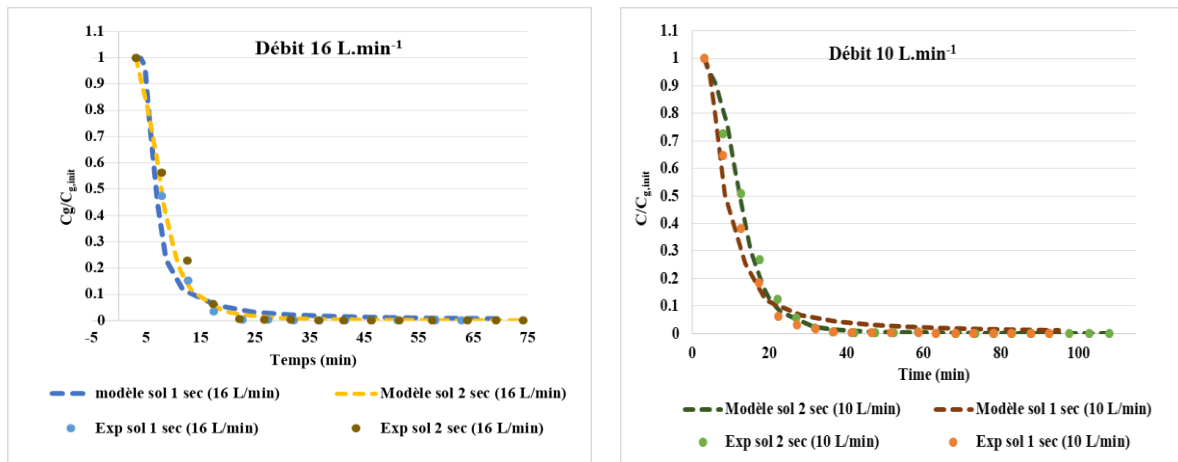 Débit 16 L.min⁻¹
Cg/C_g,init
1.1
1
0.9
0.8
0.7
0.6
0.5
0.4
0.3
0.2
0.1
0
-5 5 15 25 35 45 55 65 75
Temps (min)
modèle sol 1 sec (16 L/min) Modèle sol 2 sec (16 L/min)
Exp sol 1 sec (16 L/min) Exp sol 2 sec (16 L/min)
Débit 10 L.min⁻¹
C/C_g,init
1.1
1
0.9
0.8
0.7
0.6
0.5
0.4
0.3
0.2
0.1
0
0 20 40 60 80 100
Time (min)
Modèle sol 2 sec (10 L/min) Modèle sol 1 sec (10 L/min)
Exp sol 2 sec (10 L/min) Exp sol 1 sec (10 L/min)